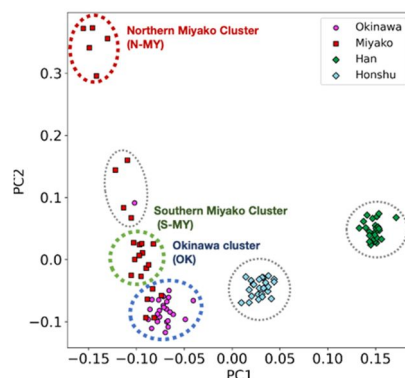 Northern Miyako Cluster
(N-MY)
Okinawa
Miyako
Han
Honshu
0.3
0.2
PC2
0.1
Southern Miyako Cluster
(S-MY)
0.0
Okinawa cluster
(OK)
−0.1
−0.15 −0.10 −0.05 0.00 0.05 0.10 0.15
PC1